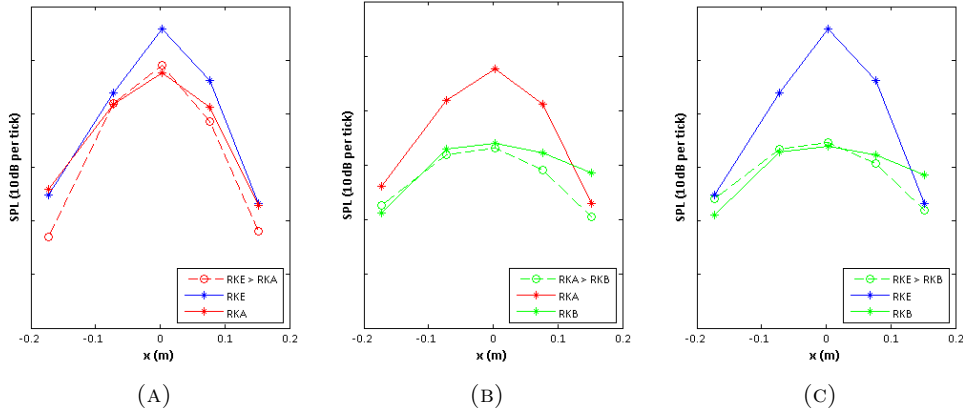 SPL (10dB per tick)
RKE > RKA
RKE
RKA
-0.2 -0.1 0 0.1 0.2
x (m)
(A)
SPL (10dB per tick)
RKA > RKB
RKA
RKB
-0.2 -0.1 0 0.1 0.2
x (m)
(B)
SPL (10dB per tick)
RKE > RKB
RKE
RKB
-0.2 -0.1 0 0.1 0.2
x (m)
(C)